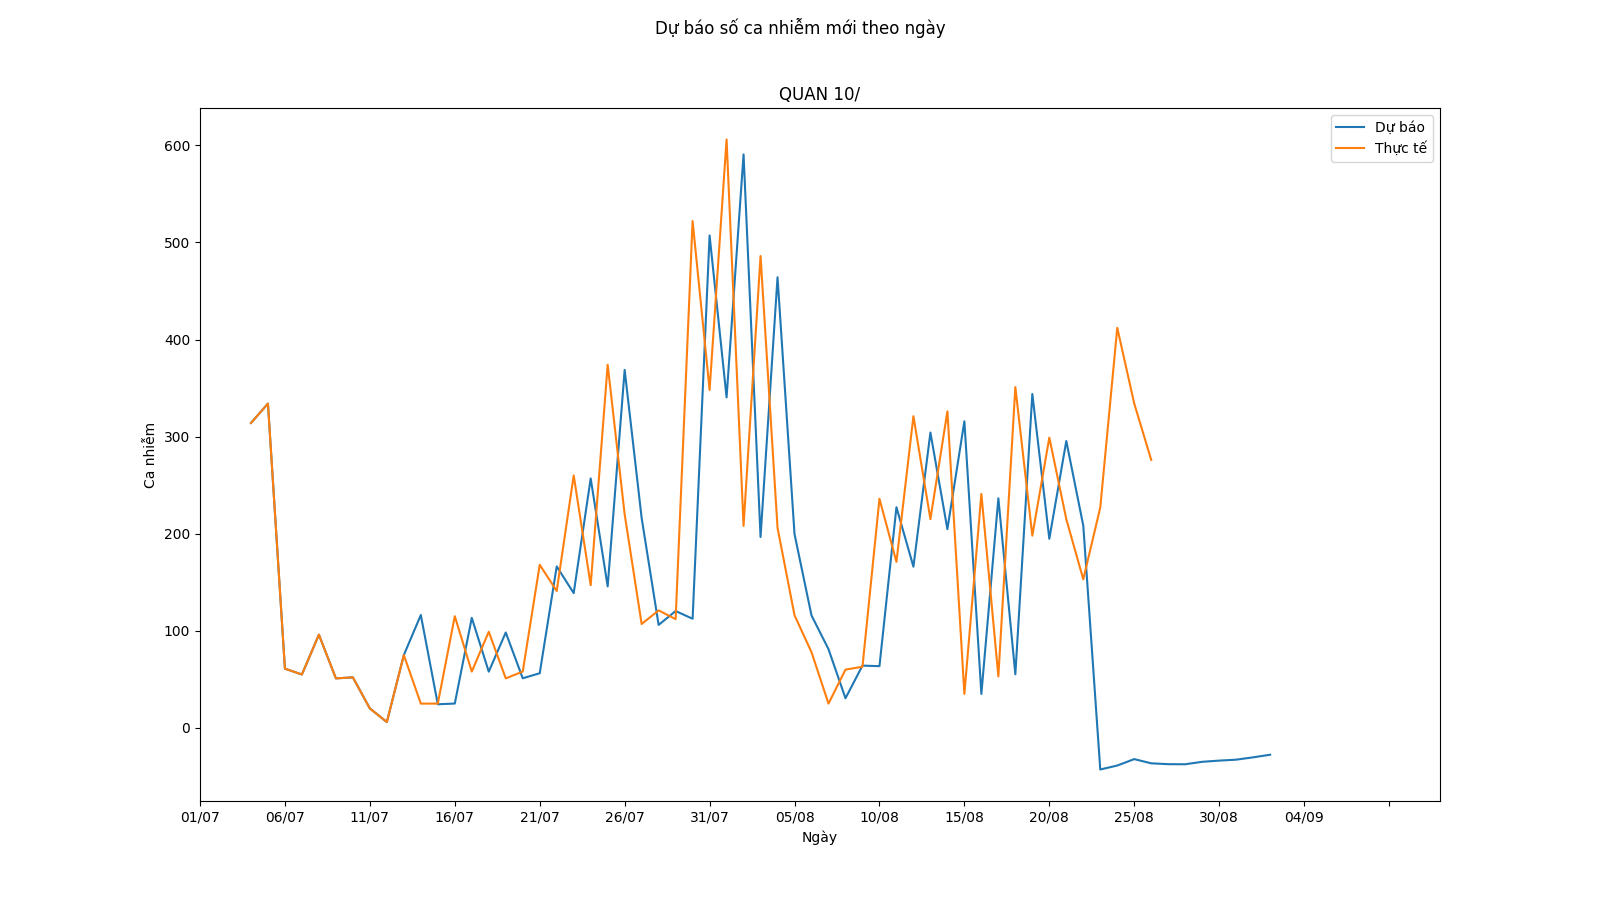 Dự báo số ca nhiễm mới theo ngày
QUAN 10/
Dự báo
Thực tế
Ca nhiễm
600
500
400
300
200
100
0
01/07 06/07 11/07 16/07 21/07 26/07 31/07 05/08 10/08 15/08 20/08 25/08 30/08 04/09
Ngày